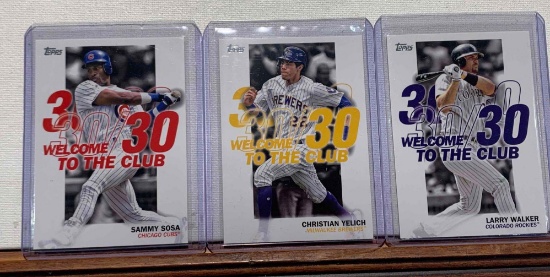 Topps
30/30
WELCOME
TO THE CLUB
SAMMY SOSA
CHICAGO CUBS
Topps
30/30
WELCOME
TO THE CLUB
BREWERS
22
CHRISTIAN YELICH
MILWAUKEE BREWERS
Topps
30/30
WELCOME
TO THE CLUB
LARRY WALKER
COLORADO ROCKIES